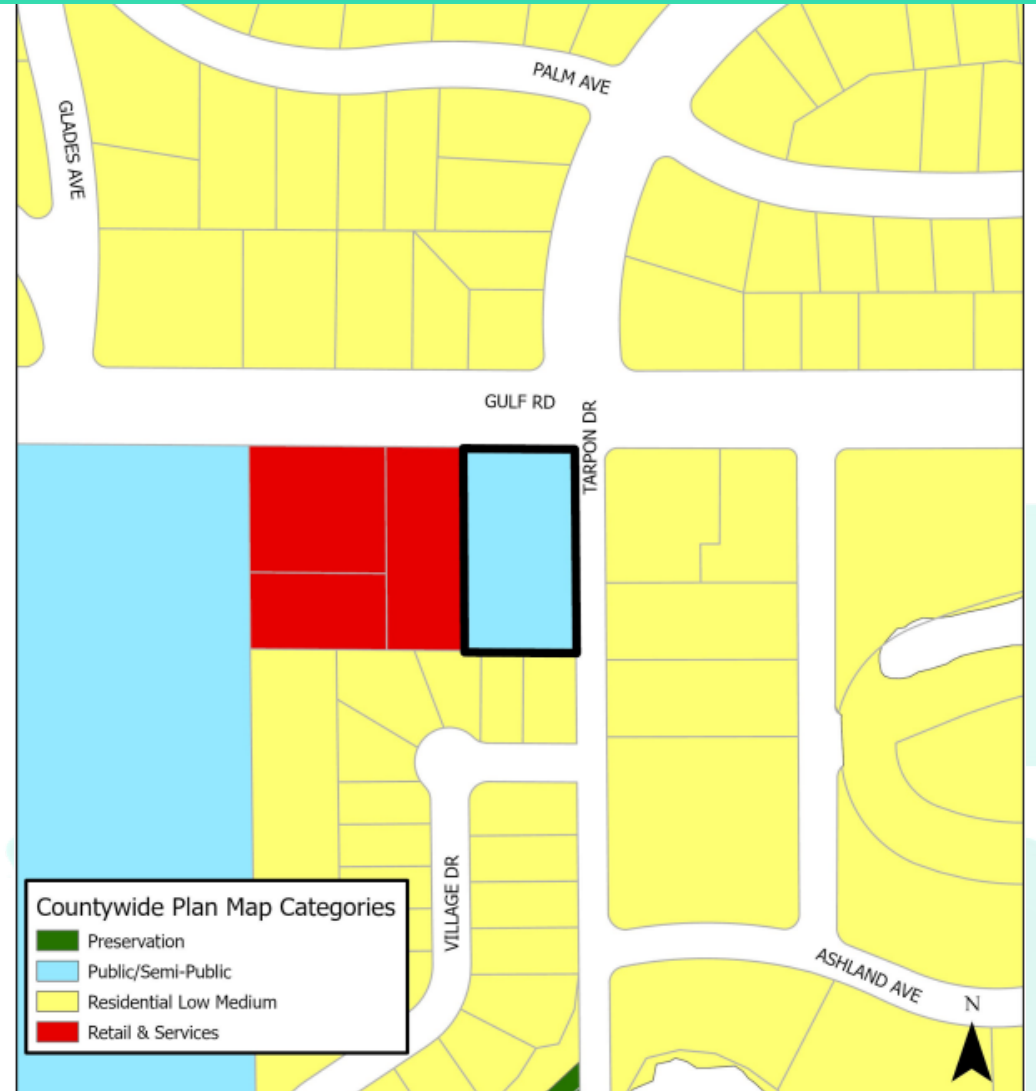 PALM AVE
GLADES AVE
GULF RD
TARPON DR
VILLAGE DR
ASHLAND AVE
N
Countywide Plan Map Categories
Preservation
Public/Semi-Public
Residential Low Medium
Retail & Services